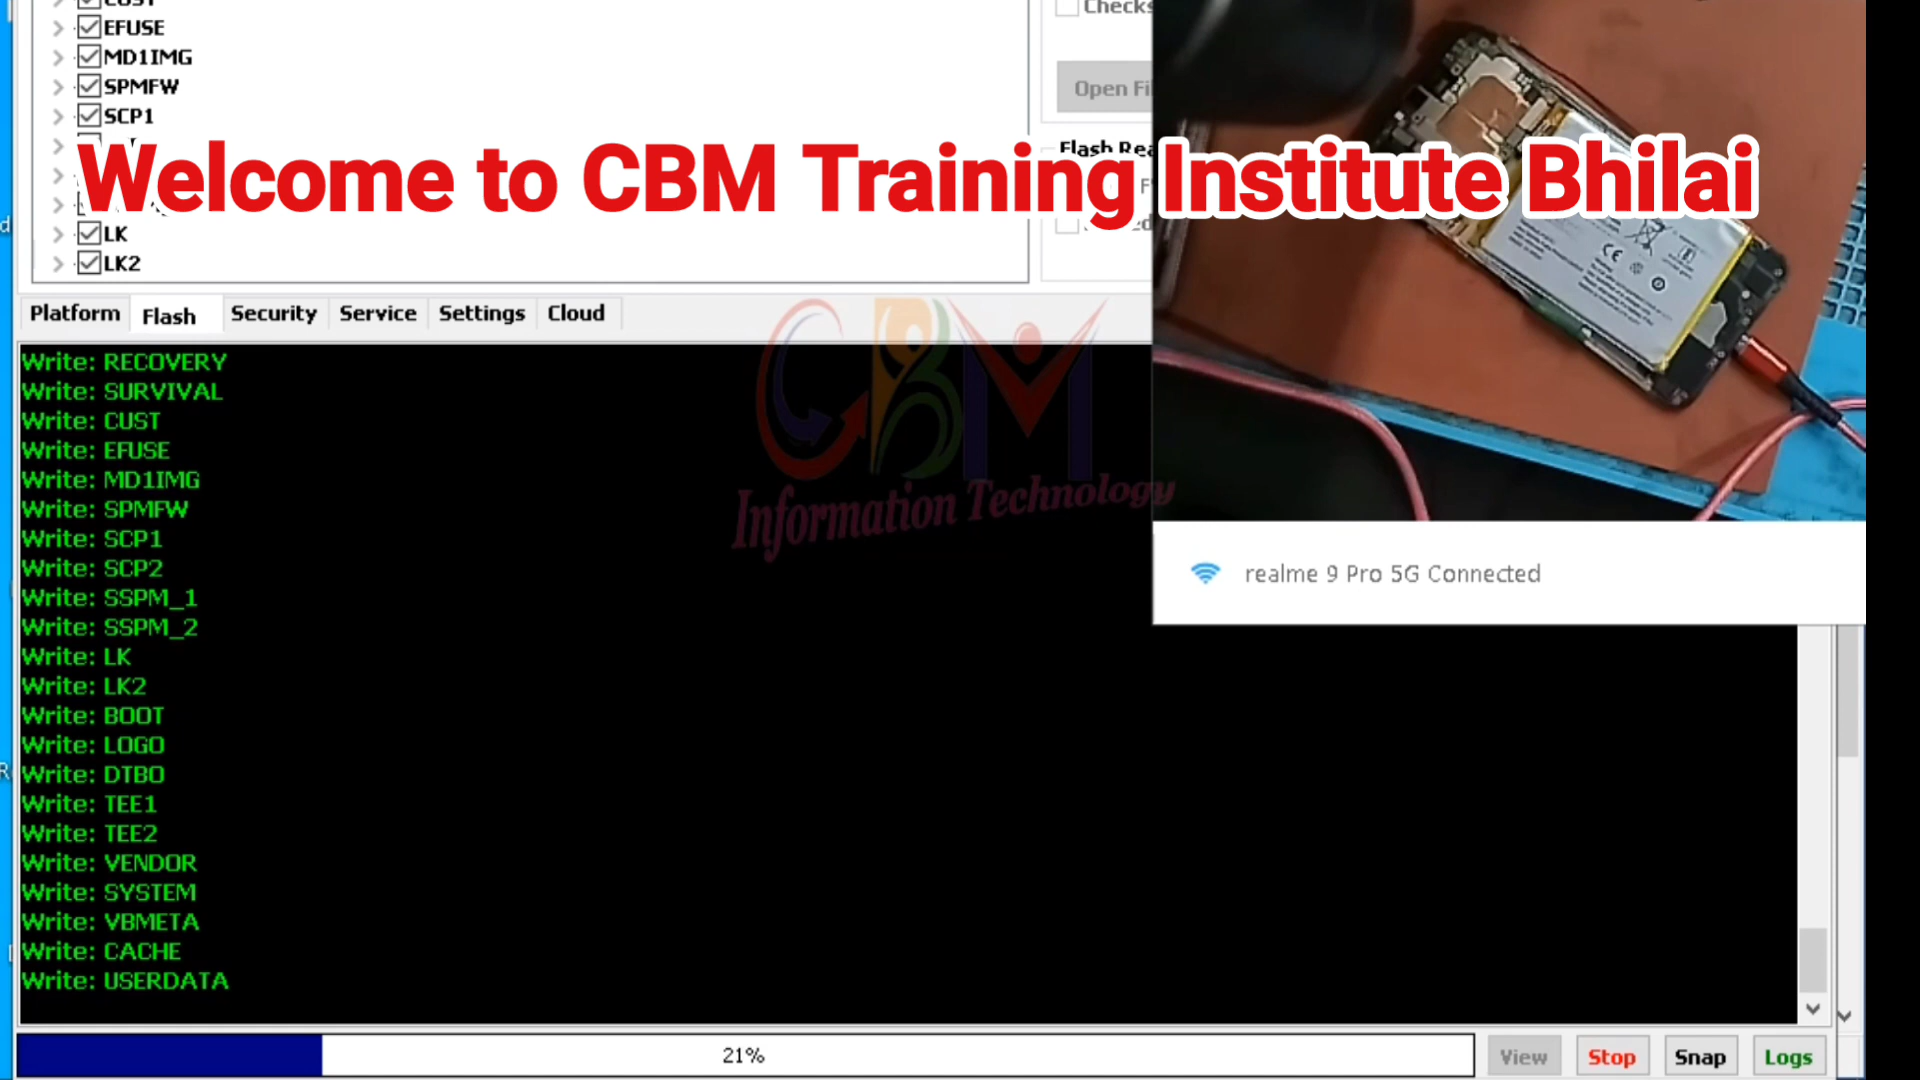 EFUSE
Checks
MD1IMG
SPMFW
Open Fi
SCP1
Flash Rea
Welcome to CBM Training Institute Bhilai
LK
LK2
CE
Platform Flash Security Service Settings Cloud
Write: RECOVERY
Write: SURVIVAL
Write: CUST
Write: EFUSE
Write: MD1IMG
Write: SPMFW
Write: SCP1
Write: SCP2
Write: SSPM_1
Write: SSPM_2
Write: LK
Write: LK2
Write: BOOT
Write: LOGO
Write: DTBO
Write: TEE1
Write: TEE2
Write: VENDOR
Write: SYSTEM
Write: VBMETA
Write: CACHE
Write: USERDATA
CBM
Information Technology
realme 9 Pro 5G Connected
21%
View Stop Snap Logs